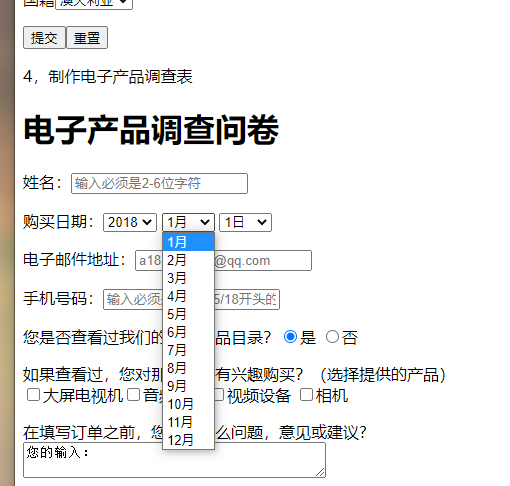 国籍 澳大利亚
提交 重置
4，制作电子产品调查表
电子产品调查问卷
姓名：输入必须是2-6位字符
购买日期：2018 1月 1日
1月
2月
3月
4月
5月
6月
7月
8月
9月
10月
11月
12月
电子邮件地址：a18 @qq.com
手机号码：输入必须 5/18开头的
您是否查看过我们的 品目录？ 是 否
如果查看过，您对那 有兴趣购买？（选择提供的产品）
大屏电视机 音 视频设备 相机
在填写订单之前，您 么问题，意见或建议？
您的输入：